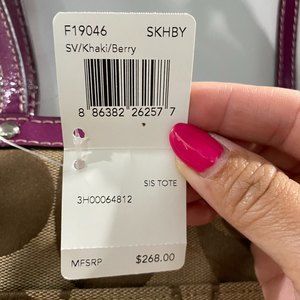 F19046 SKHBY
SV/Khaki/Berry
8 86382 26257 7
SIS TOTE
3H00064812
MFSRP $268.00